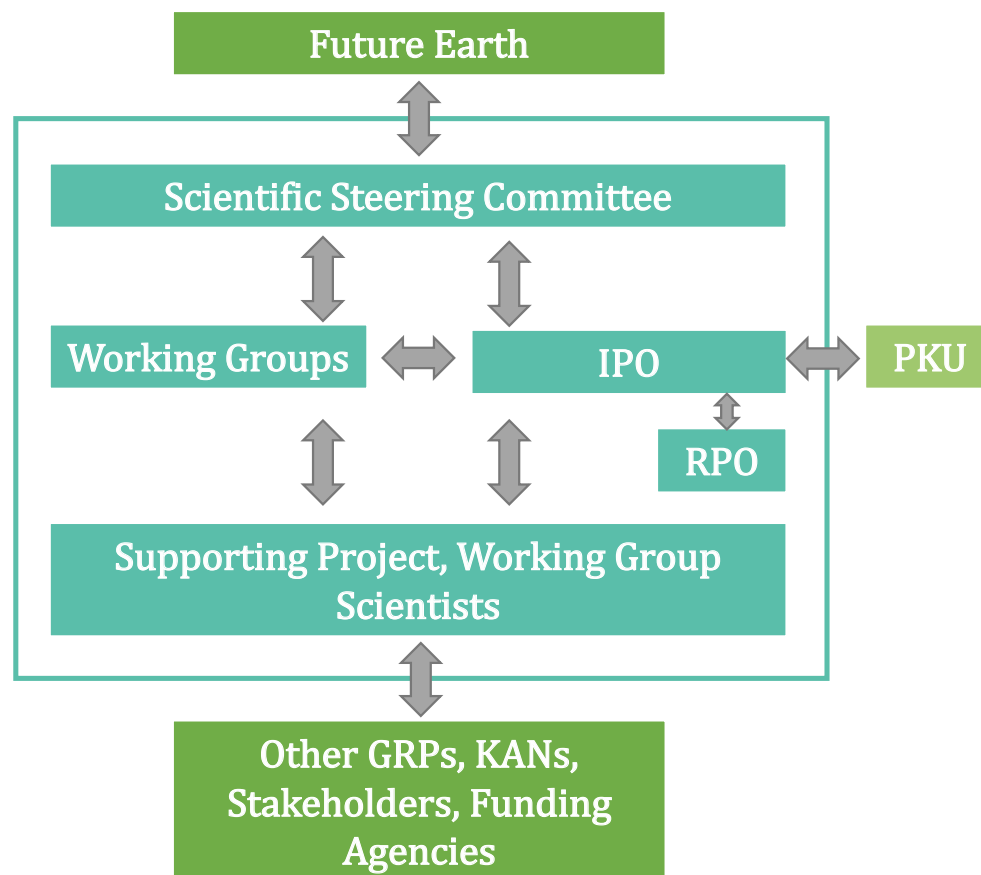 Future Earth
Scientific Steering Committee
Working Groups
IPO
PKU
RPO
Supporting Project, Working Group
Scientists
Other GRPs, KANs,
Stakeholders, Funding
Agencies